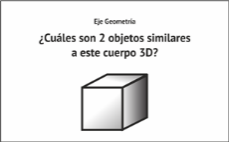 Eje Geometría
¿Cuáles son 2 objetos similares
a este cuerpo 3D?